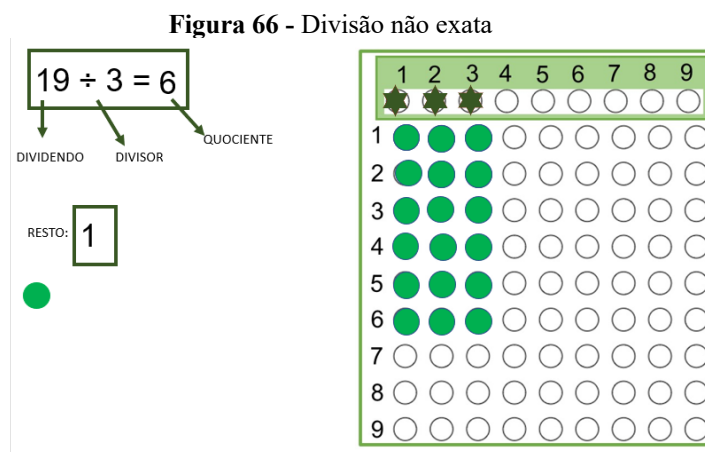 Figura 66 - Divisão não exata
19 ÷ 3 = 6
DIVIDENDO
DIVISOR
QUOCIENTE
RESTO: 1
1 2 3 4 5 6 7 8 9
1
2
3
4
5
6
7
8
9